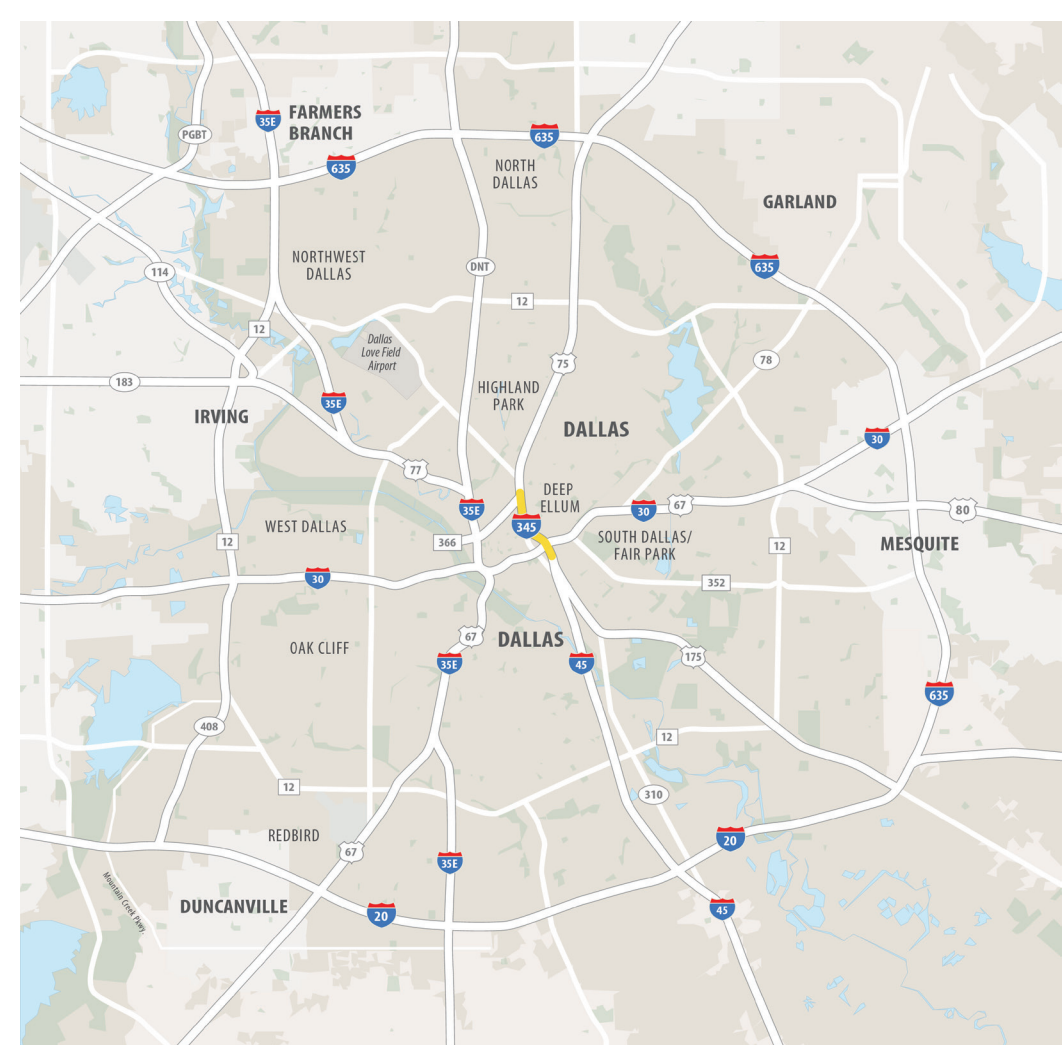 35E
FARMERS
BRANCH
PGBT
635
635
NORTH
DALLAS
GARLAND
NORTHWEST
DALLAS
114
DNT
635
12
12
Dallas
Love Field
Airport
75
78
183
HIGHLAND
PARK
35E
IRVING
DALLAS
30
77
DEEP
ELLUM
35E
30
67
80
WEST DALLAS
345
366
SOUTH DALLAS/
FAIR PARK
12
12
MESQUITE
30
352
67
DALLAS
OAK CLIFF
35E
45
175
635
408
12
12
310
REDBIRD
67
35E
20
Mountain Creek Pkwy.
DUNCANVILLE
20
45